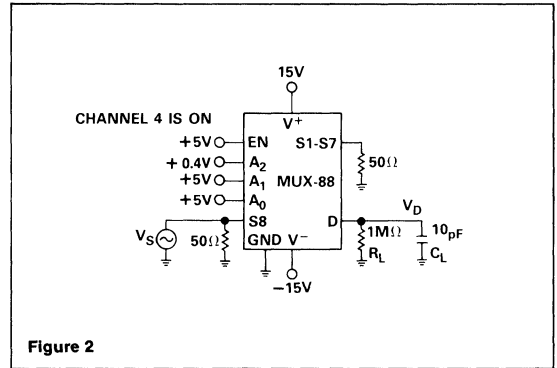 15V
CHANNEL 4 IS ON
V+
+5V EN S1-S7
+ 0.4V A2 50Ω
+5V A1 MUX-88
+5V A0 VD
S8 D
VS 50Ω 1MΩ 10pF
GND V− RL CL
−15V
Figure 2